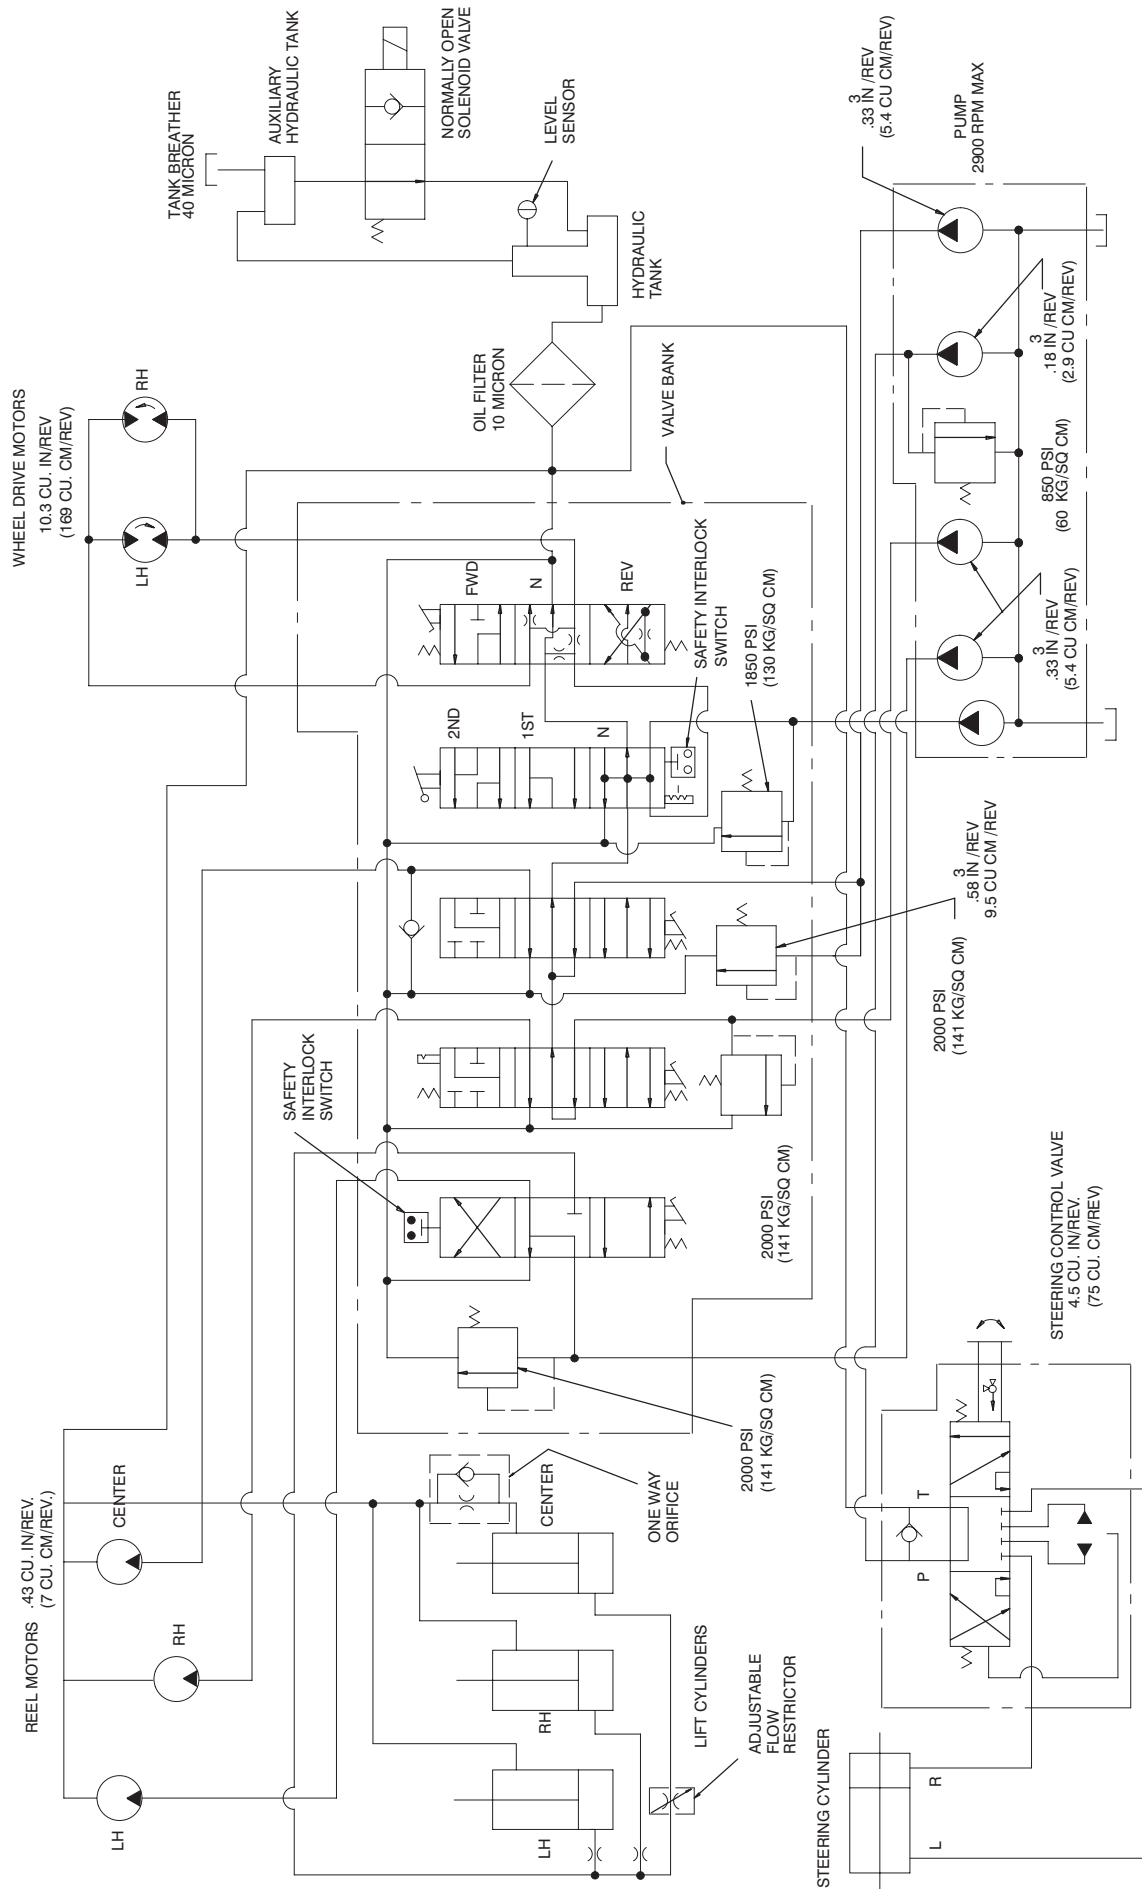 WHEEL DRIVE MOTORS
10.3 CU. IN/REV
(169 CU. CM/REV)
LH
RH
TANK BREATHER
40 MICRON
AUXILIARY
HYDRAULIC TANK
NORMALLY OPEN
SOLENOID VALVE
LEVEL
SENSOR
HYDRAULIC
TANK
OIL FILTER
10 MICRON
VALVE BANK
FWD
N
REV
SAFETY INTERLOCK
SWITCH
2ND
1ST
N
1850 PSI
(130 KG/SQ CM)
3
.33 IN /REV
(5.4 CU CM/REV)
PUMP
2900 RPM MAX
3
.18 IN /REV
(2.9 CU CM/REV)
850 PSI
(60 KG/SQ CM)
3
.33 IN /REV
(5.4 CU CM/REV)
3
.58 IN /REV
9.5 CU CM /REV
2000 PSI
(141 KG/SQ CM)
SAFETY
INTERLOCK
SWITCH
2000 PSI
(141 KG/SQ CM)
2000 PSI
(141 KG/SQ CM)
REEL MOTORS .43 CU. IN/REV.
(7 CU. CM/REV.)
LH
RH
CENTER
CENTER
ONE WAY
ORIFICE
RH
LH
LIFT CYLINDERS
ADJUSTABLE
FLOW
RESTRICTOR
STEERING CYLINDER
L
R
P
T
STEERING CONTROL VALVE
4.5 CU. IN/REV.
(75 CU. CM/REV)